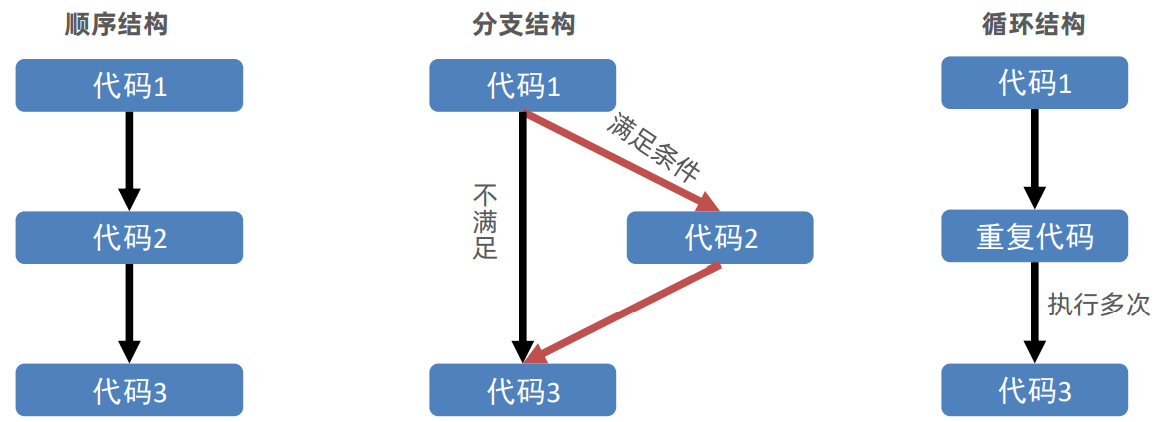 顺序结构
代码1
代码2
代码3
分支结构
代码1
满足条件
不满足
代码2
代码3
循环结构
代码1
重复代码
执行多次
代码3